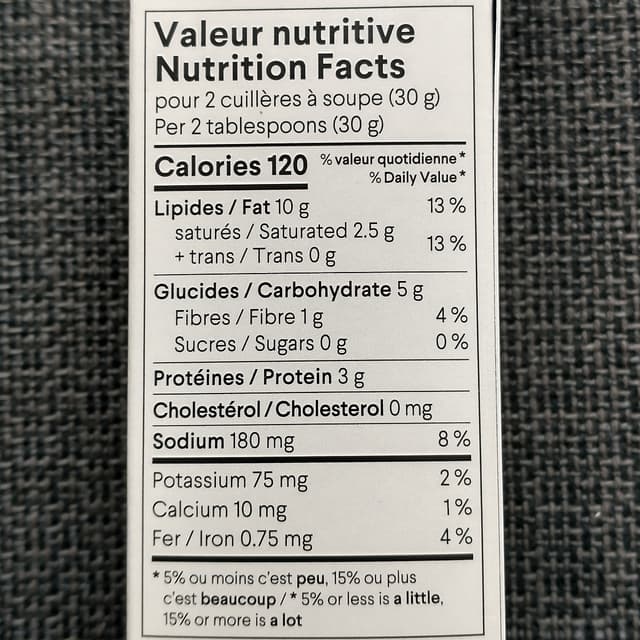 Valeur nutritive
Nutrition Facts
pour 2 cuillères à soupe (30 g)
Per 2 tablespoons (30 g)
Calories 120 % valeur quotidienne*
% Daily Value*
Lipides / Fat 10 g 13 %
saturés / Saturated 2.5 g
+ trans / Trans 0 g 13 %
Glucides / Carbohydrate 5 g
Fibres / Fibre 1 g 4 %
Sucres / Sugars 0 g 0 %
Protéines / Protein 3 g
Cholestérol / Cholesterol 0 mg
Sodium 180 mg 8 %
Potassium 75 mg 2 %
Calcium 10 mg 1 %
Fer / Iron 0.75 mg 4 %
* 5% ou moins c'est peu, 15% ou plus
c'est beaucoup / * 5% or less is a little,
15% or more is a lot